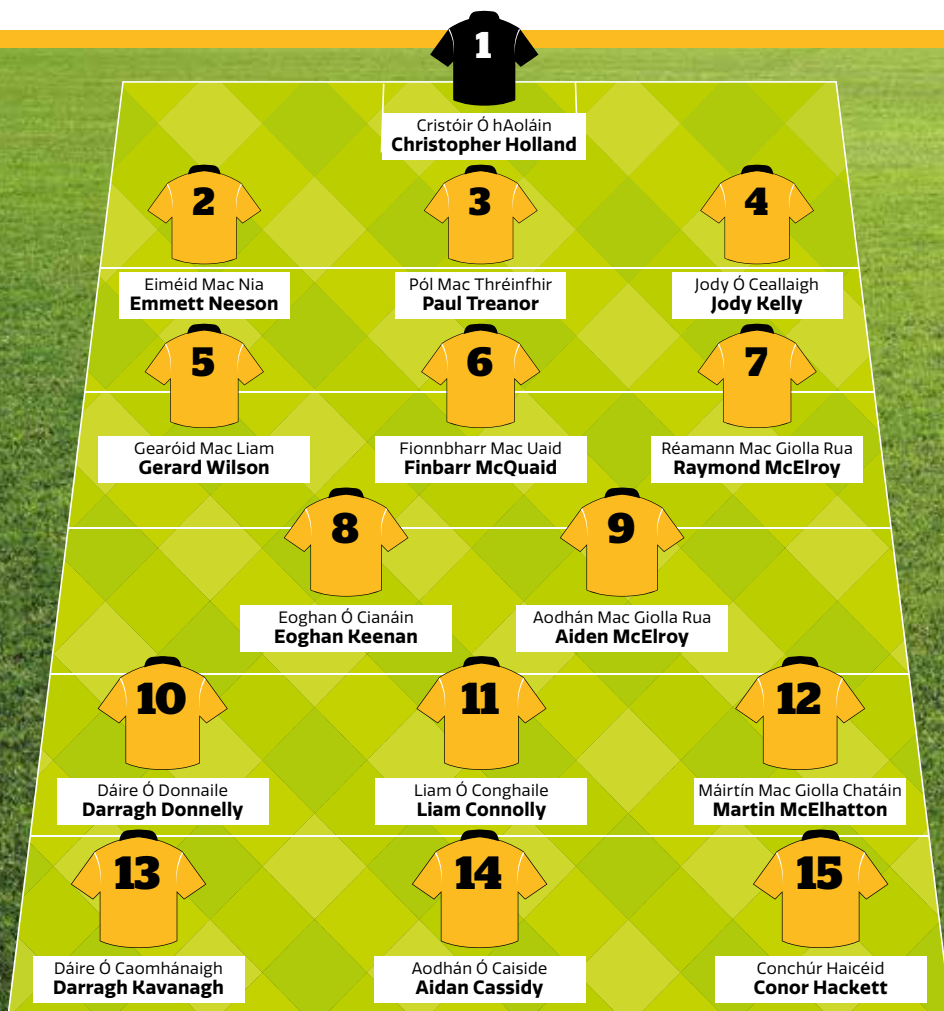 1
Cristóir Ó hAoláin
Christopher Holland
2
Eiméid Mac Nia
Emmett Neeson
3
Pól Mac Thréinfhir
Paul Treanor
4
Jody Ó Ceallaigh
Jody Kelly
5
Gearóid Mac Liam
Gerard Wilson
6
Fionnbharr Mac Uaid
Finbarr McQuaid
7
Réamann Mac Giolla Rua
Raymond McElroy
8
Eoghan Ó Cianáin
Eoghan Keenan
9
Aodhán Mac Giolla Rua
Aiden McElroy
10
Dáire Ó Donnaile
Darragh Donnelly
11
Liam Ó Conghaile
Liam Connolly
12
Máirtín Mac Giolla Chatáin
Martin McElhatton
13
Dáire Ó Caomhánaigh
Darragh Kavanagh
14
Aodhán Ó Caiside
Aidan Cassidy
15
Conchúr Haicéid
Conor Hackett